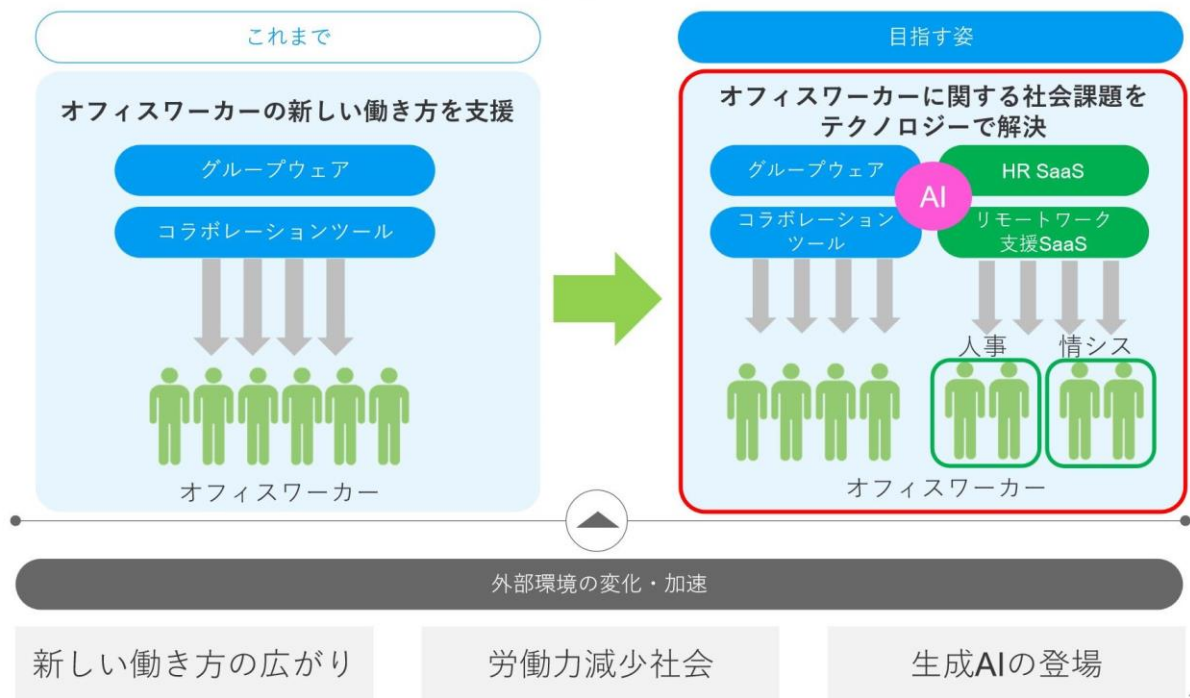 これまで
オフィスワーカーの新しい働き方を支援
グループウェア
コラボレーションツール
オフィスワーカー
目指す姿
オフィスワーカーに関する社会課題を
テクノロジーで解決
グループウェア
HR SaaS
AI
コラボレーション
ツール
リモートワーク
支援SaaS
人事
情シス
オフィスワーカー
外部環境の変化・加速
新しい働き方の広がり
労働力減少社会
生成AIの登場